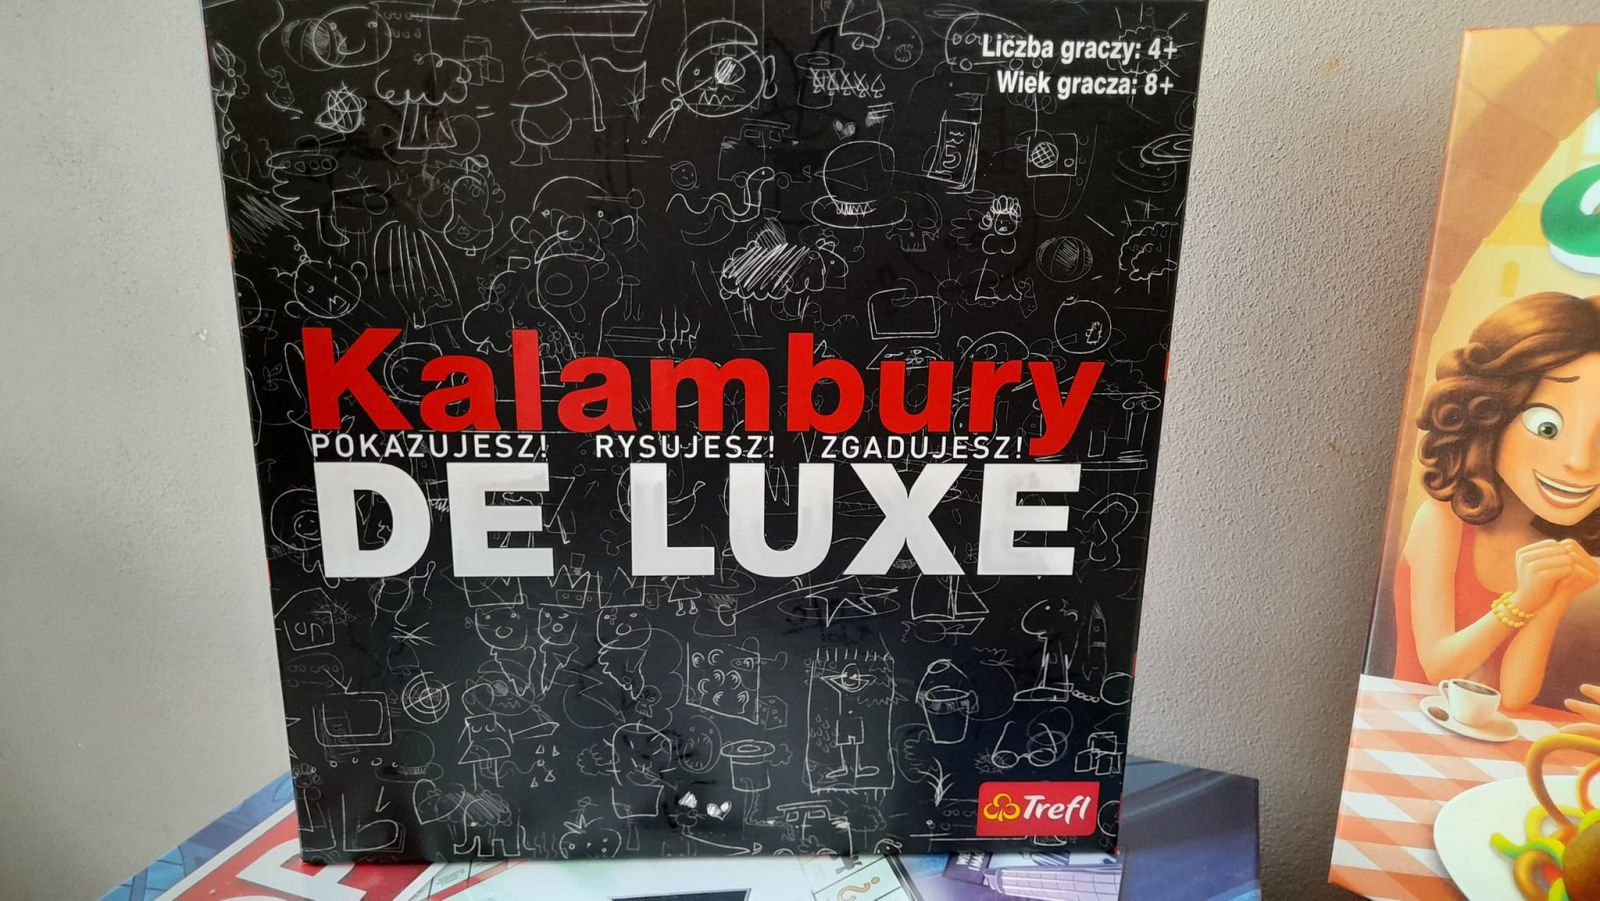 Liczba graczy: 4+
Wiek gracza: 8+
Kalambury
POKAZUJESZ! RYSUJESZ! ZGADUJESZ!
DE LUXE
Trefl